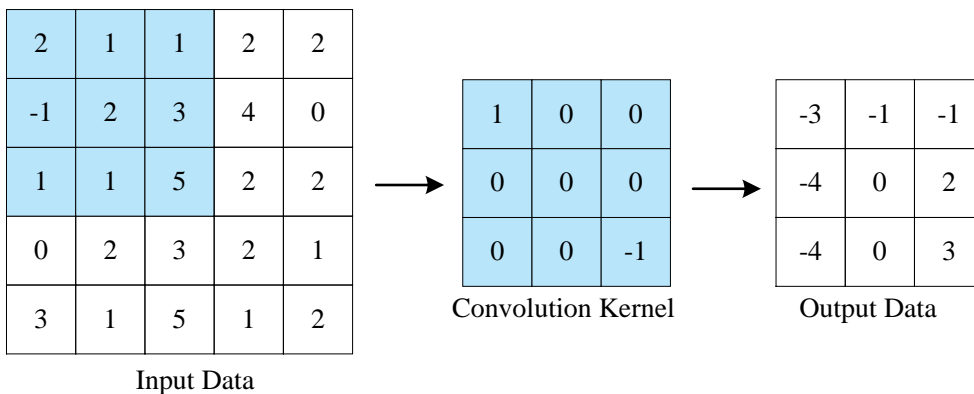 2 1 1 2 2
-1 2 3 4 0
1 1 5 2 2
0 2 3 2 1
3 1 5 1 2
Input Data
1 0 0
0 0 0
0 0 -1
Convolution Kernel
-3 -1 -1
-4 0 2
-4 0 3
Output Data